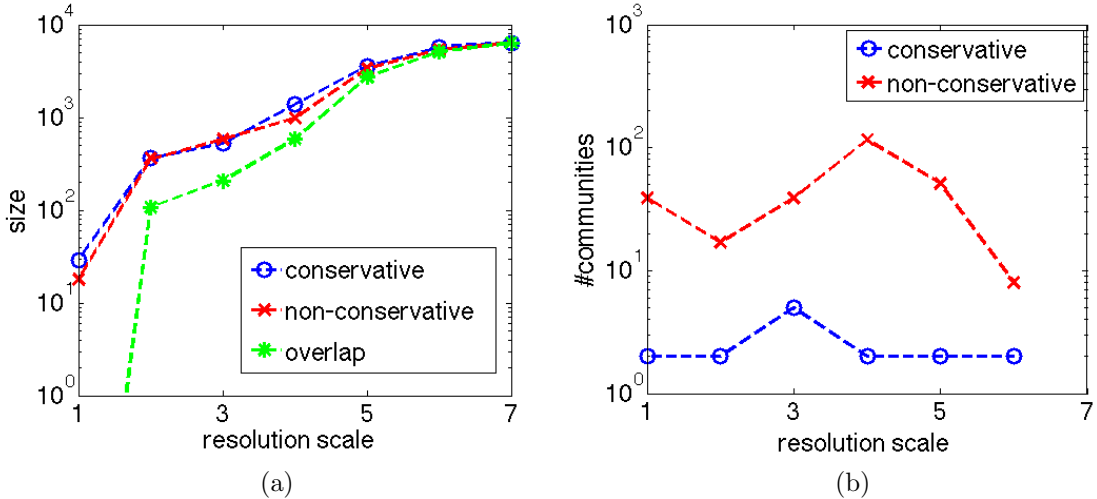 10^4
10^3
10^2
10^1
10^0
size
1 3 5 7
resolution scale
conservative
non-conservative
overlap
(a)
10^3
10^2
10^1
10^0
#communities
1 3 5 7
resolution scale
conservative
non-conservative
(b)